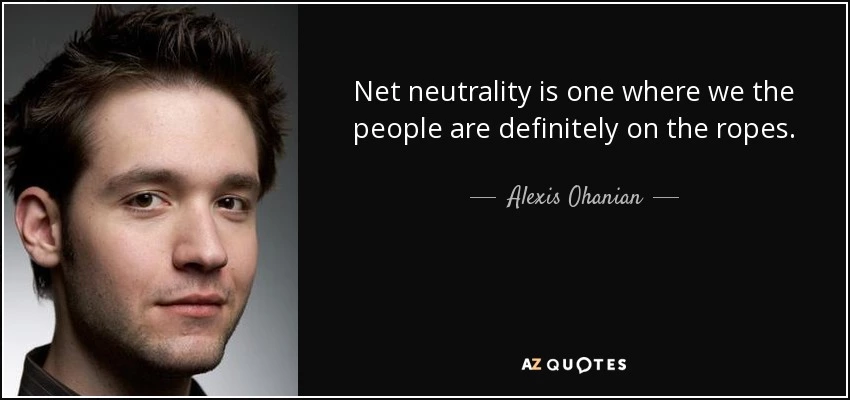 Net neutrality is one where we the
people are definitely on the ropes.
Alexis Ohanian
AZ QUOTES